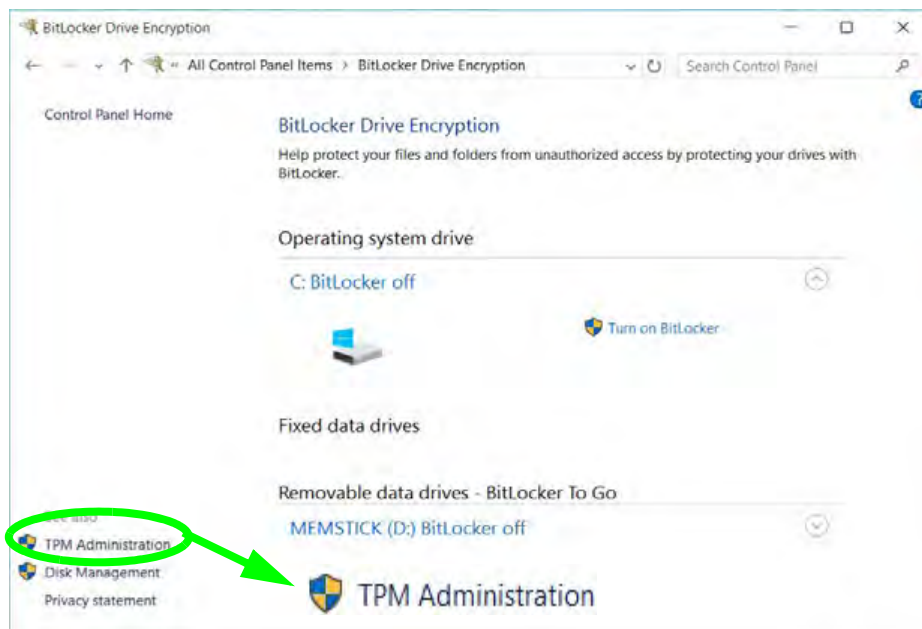 BitLocker Drive Encryption
« All Control Panel Items > BitLocker Drive Encryption
Search Control Panel
?
Control Panel Home
BitLocker Drive Encryption
Help protect your files and folders from unauthorized access by protecting your drives with
BitLocker.
Operating system drive
C: BitLocker off
Turn on BitLocker
Fixed data drives
Removable data drives - BitLocker To Go
MEMSTICK (D:) BitLocker off
See also
TPM Administration
Disk Management
Privacy statement
TPM Administration